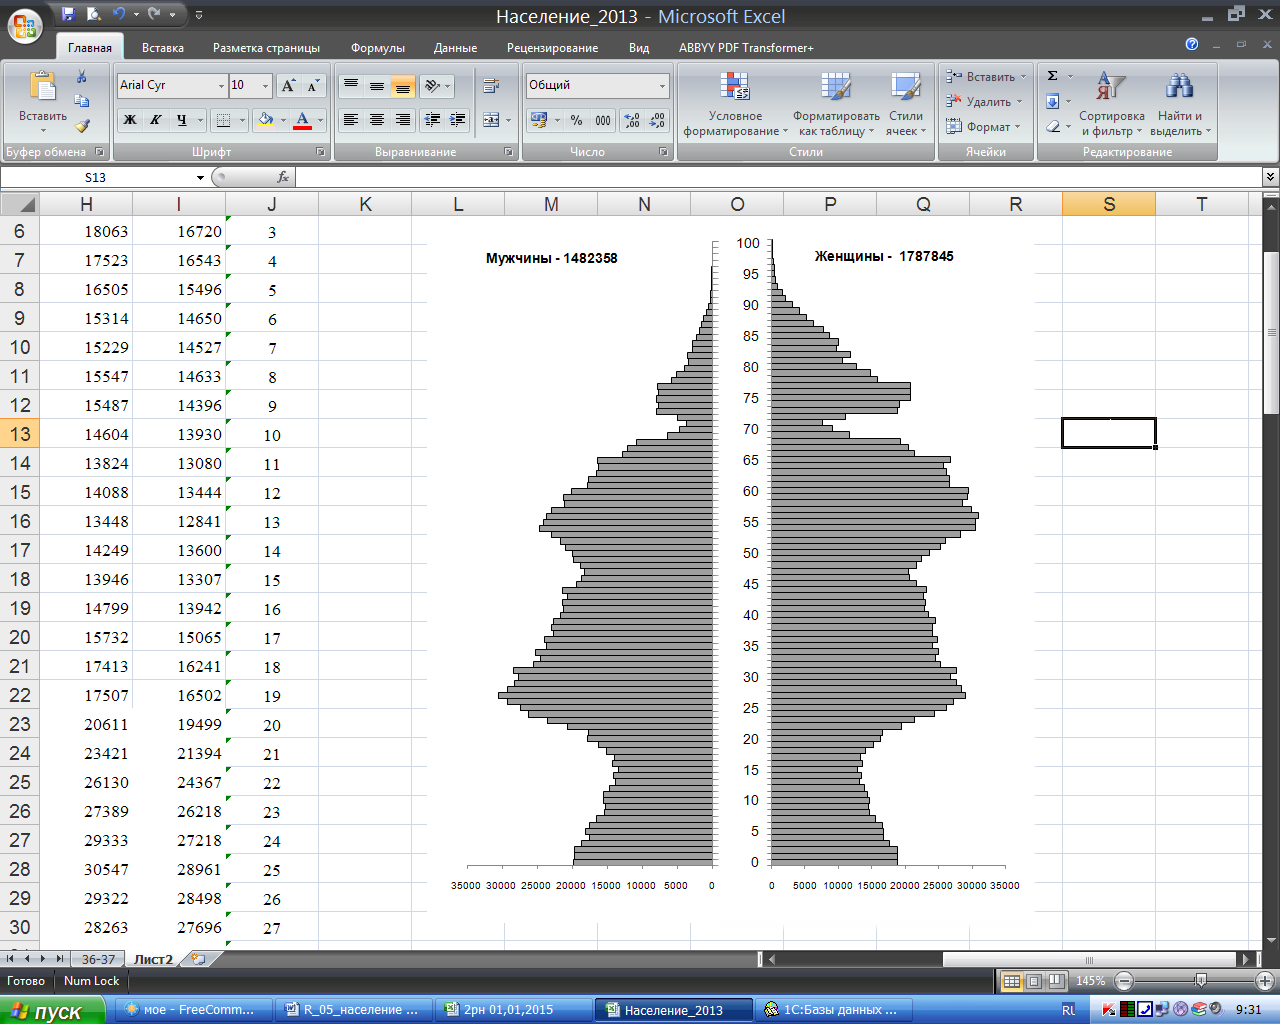 Население_2013 - Microsoft Excel
Главная Вставка Разметка страницы Формулы Данные Рецензирование Вид ABBYY PDF Transformer+
Вставить
Буфер обмена
Arial Cyr 10
Ж К Ч
Шрифт
Выравнивание
Общий
% 000
Число
Условное форматирование
Форматировать как таблицу
Стили ячеек
Стили
Вставить
Удалить
Формат
Ячейки
Σ
Сортировка и фильтр
Найти и выделить
Редактирование
S13 fx
H I J K L M N O P Q R S T
6 18063 16720 3
7 17523 16543 4
8 16505 15496 5
9 15314 14650 6
10 15229 14527 7
11 15547 14633 8
12 15487 14396 9
13 14604 13930 10
14 13824 13080 11
15 14088 13444 12
16 13448 12841 13
17 14249 13600 14
18 13946 13307 15
19 14799 13942 16
20 15732 15065 17
21 17413 16241 18
22 17507 16502 19
23 20611 19499 20
24 23421 21394 21
25 26130 24367 22
26 27389 26218 23
27 29333 27218 24
28 30547 28961 25
29 29322 28498 26
30 28263 27696 27
Мужчины - 1482358
Женщины - 1787845
100
95
90
85
80
75
70
65
60
55
50
45
40
35
30
25
20
15
10
5
0
35000 30000 25000 20000 15000 10000 5000 0
0 5000 10000 15000 20000 25000 30000 35000
36-37 Лист2
Готово Num Lock 145%
пуск мое - FreeComm... R_05_население ... 2рн 01,01,2015 Население_2013 1С:Базы данных ... RU 9:31